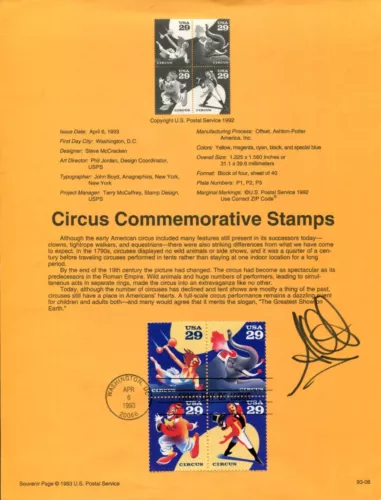 USA 29
USA 29
CIRCUS
CIRCUS
29
29
CIRCUS
CIRCUS
Copyright U.S. Postal Service 1992
Issue Date: April 6, 1993
First Day City: Washington, D.C.
Designer: Steve McCracken
Art Director: Phil Jordan, Design Coordinator,
USPS
Typographer: John Boyd, Anagraphics, New York,
New York
Project Manager: Terry McCaffrey, Stamp Design,
USPS
Manufacturing Process: Offset, Ashton-Potter
America, Inc.
Colors: Yellow, magenta, cyan, black, and special blue
Overall Size: 1.225 x 1.560 inches or
31.1 x 39.6 millimeters
Format: Block of four, sheet of 40
Plate Numbers: P1, P2, P3
Marginal Markings: ©U.S. Postal Service 1992
Use Correct ZIP Code®
Circus Commemorative Stamps
Although the early American circus included many features still present in its successors today—
clowns, tightrope walkers, and equestrians—there were also striking differences from what we have come
to expect. In the 1790s, circuses displayed no wild animals or side shows, and it was a quarter of a cen-
tury before traveling circuses performed in tents rather than staying at one indoor location for a long
period.
By the end of the 19th century the picture had changed. The circus had become as spectacular as its
predecessors in the Roman Empire. Wild animals and huge numbers of performers, leading to simul-
taneous acts in separate rings, made the circus into an extravaganza like no other.
Today, although the number of circuses has declined and tent shows are mostly a thing of the past,
circuses still have a place in Americans' hearts. A full-scale circus performance remains a dazzling event
for children and adults both—and many would agree that it merits the slogan, "The Greatest Show on
Earth."
USA 29
USA 29
CIRCUS
CIRCUS
29
29
CIRCUS
CIRCUS
WASHINGTON, DC
APR
6
1993
20066
Souvenir Page © 1993 U.S. Postal Service
93-08